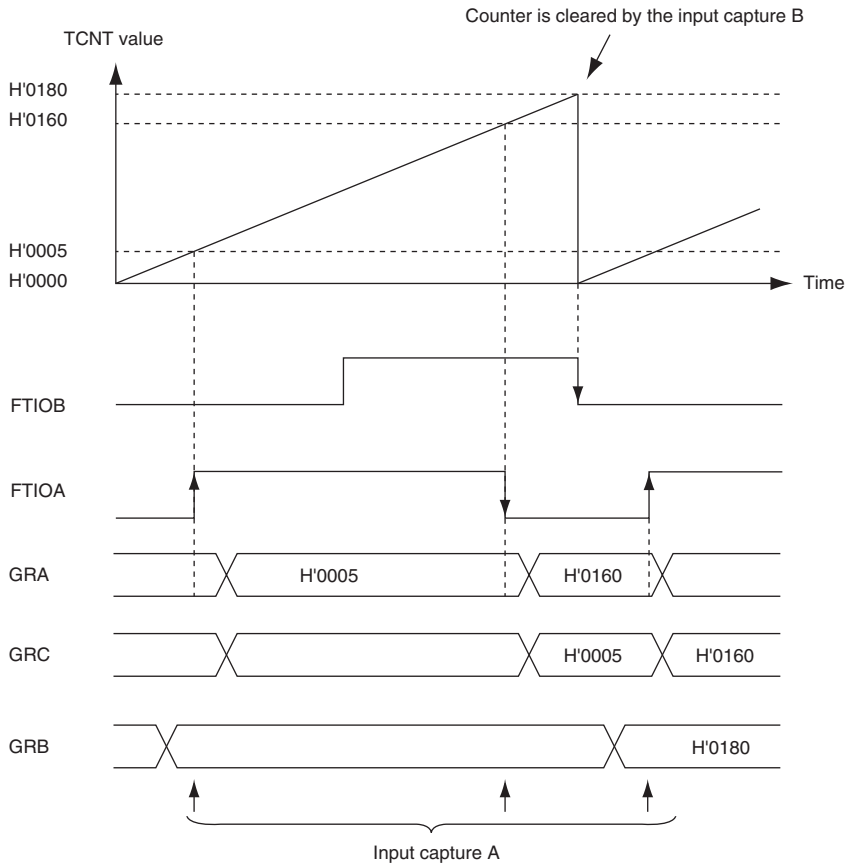 Counter is cleared by the input capture B
TCNT value
H'0180
H'0160
H'0005
H'0000
Time
FTIOB
FTIOA
GRA
H'0005
H'0160
GRC
H'0005
H'0160
GRB
H'0180
Input capture A